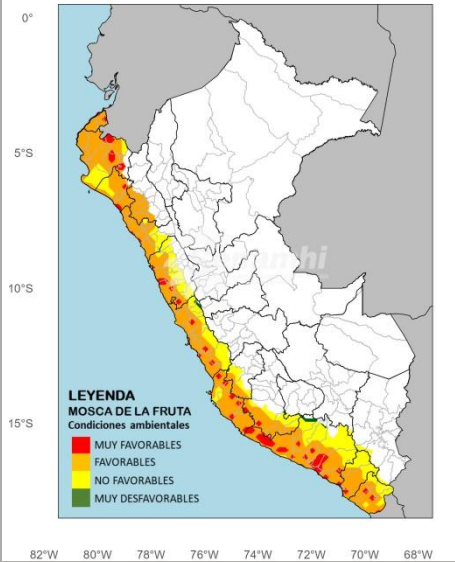 0°
5°S
10°S
15°S
LEYENDA
MOSCA DE LA FRUTA
Condiciones ambientales
MUY FAVORABLES
FAVORABLES
NO FAVORABLES
MUY DESFAVORABLES
82°W 80°W 78°W 76°W 74°W 72°W 70°W 68°W